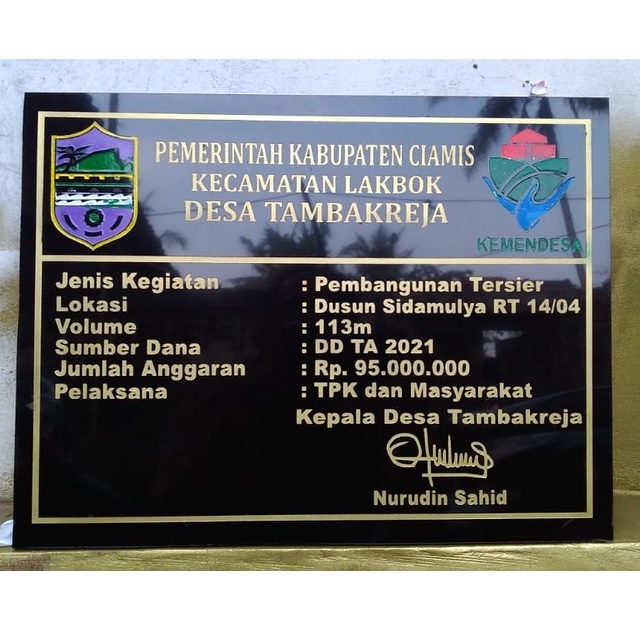 PEMERINTAH KABUPATEN CIAMIS
KECAMATAN LAKBOK
DESA TAMBAKREJA
KEMENDESA
Jenis Kegiatan : Pembangunan Tersier
Lokasi : Dusun Sidamulya RT 14/04
Volume : 113m
Sumber Dana : DD TA 2021
Jumlah Anggaran : Rp. 95.000.000
Pelaksana : TPK dan Masyarakat
Kepala Desa Tambakreja
Nurudin Sahid